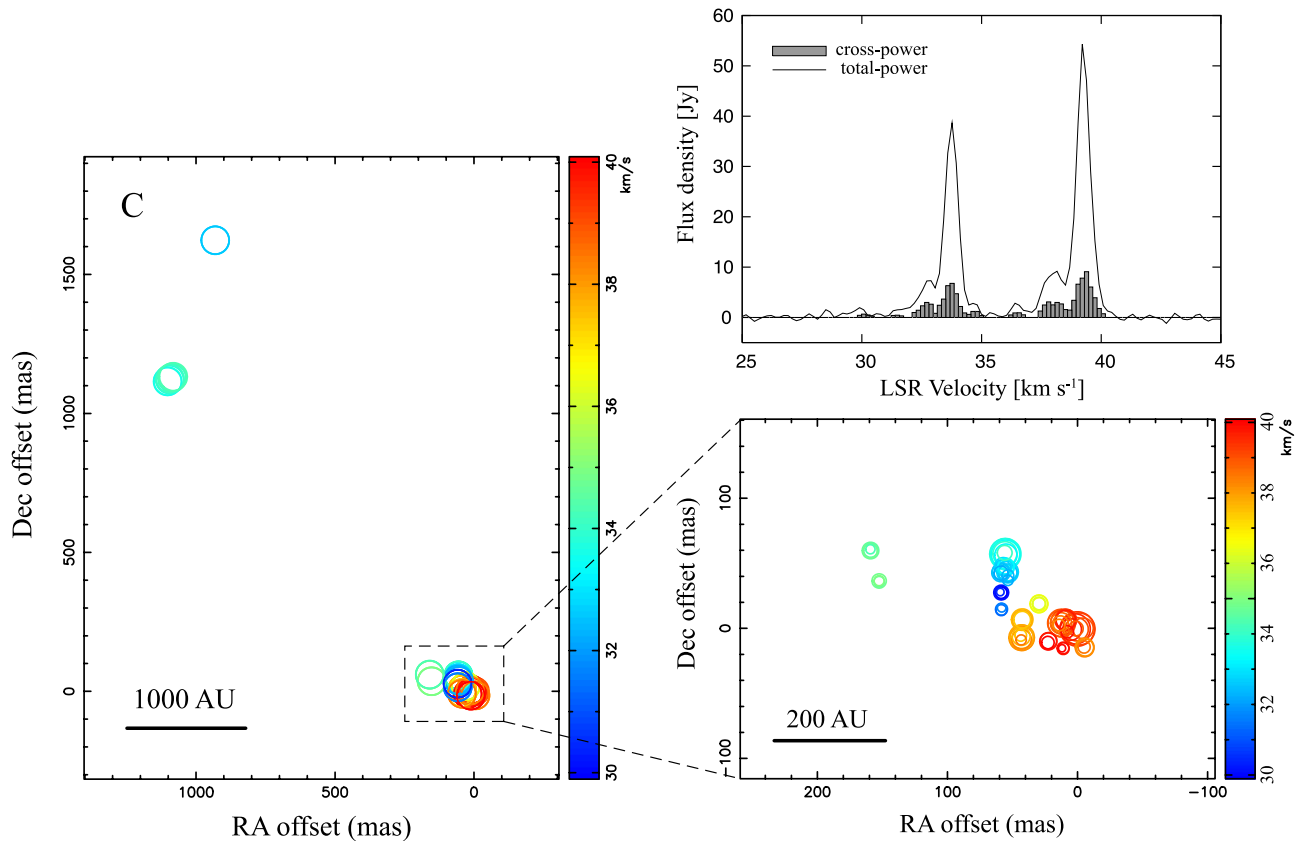 C
1500
1000
500
0
1000
500
0
Dec offset (mas)
RA offset (mas)
1000 AU
40
km/s
38
36
34
32
30
60
50
40
30
20
10
0
25
30
35
40
45
Flux density [Jy]
LSR Velocity [km s-1]
cross-power
total-power
100
0
−100
200
100
0
−100
Dec offset (mas)
RA offset (mas)
200 AU
40
km/s
38
36
34
32
30